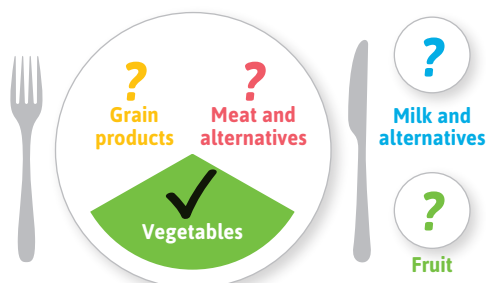 ?
Grain
products
?
Meat and
alternatives
Vegetables
?
Milk and
alternatives
?
Fruit